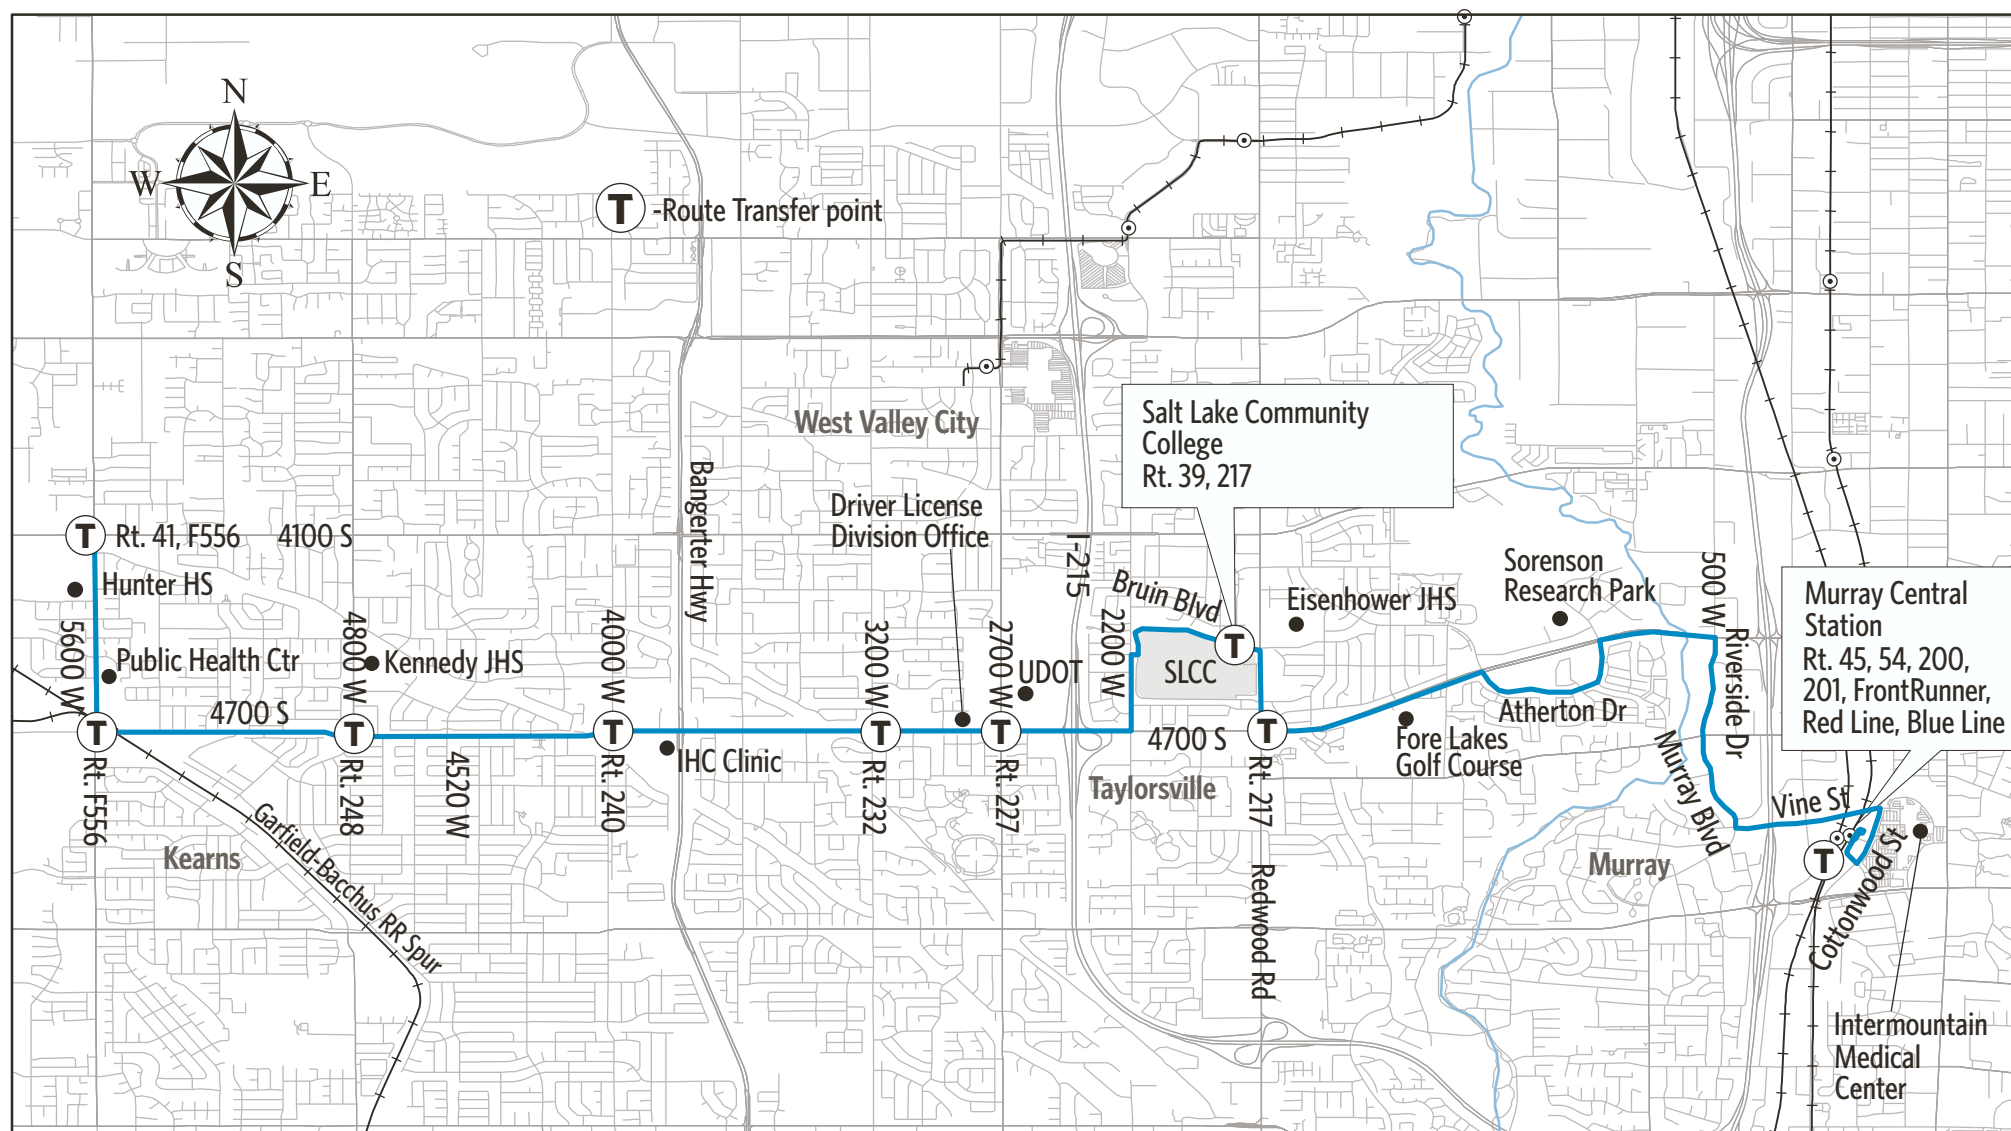 N
W
E
S
T
-Route Transfer point
West Valley City
Salt Lake Community
College
Rt. 39, 217
Bangerter Hwy
Driver License
Division Office
I-215
T
Rt. 41, F556
4100 S
Hunter HS
5600 W
Public Health Ctr
4800 W
Kennedy JHS
4000 W
3200 W
2700 W
UDOT
2200 W
Bruin Blvd
T
SLCC
Eisenhower JHS
Sorenson
Research Park
500 W
Riverside Dr
Murray Central
Station
Rt. 45, 54, 200,
201, FrontRunner,
Red Line, Blue Line
4700 S
T
T
T
T
T
4700 S
T
Atherton Dr
Fore Lakes
Golf Course
IHC Clinic
Rt. F556
Rt. 248
4520 W
Rt. 240
Rt. 232
Rt. 227
Taylorsville
Rt. 217
Murray Blvd
Vine St
T
Cottonwood St
Kearns
Garfield-Bacchus RR Spur
Redwood Rd
Murray
Intermountain
Medical
Center